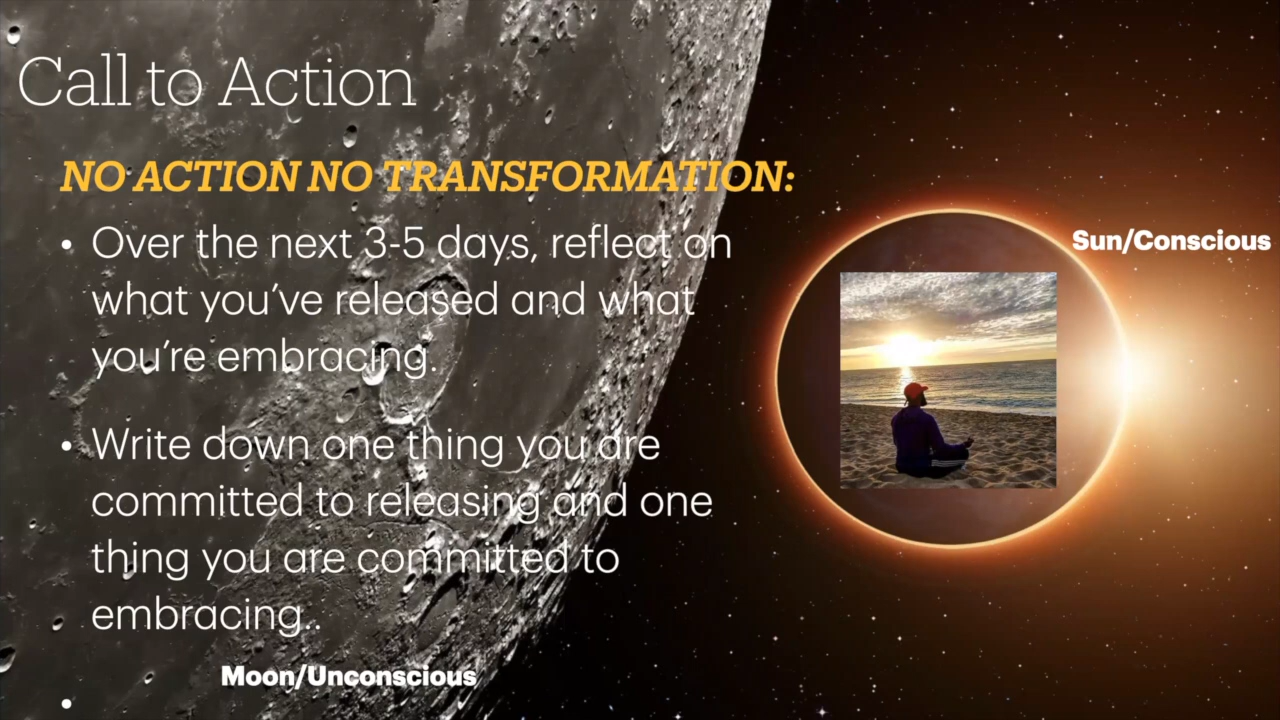 Call to Action
NO ACTION NO TRANSFORMATION:
• Over the next 3-5 days, reflect on
what you’ve released and what
you’re embracing.
• Write down one thing you are
committed to releasing and one
thing you are committed to
embracing..
•
Moon/Unconscious
Sun/Conscious